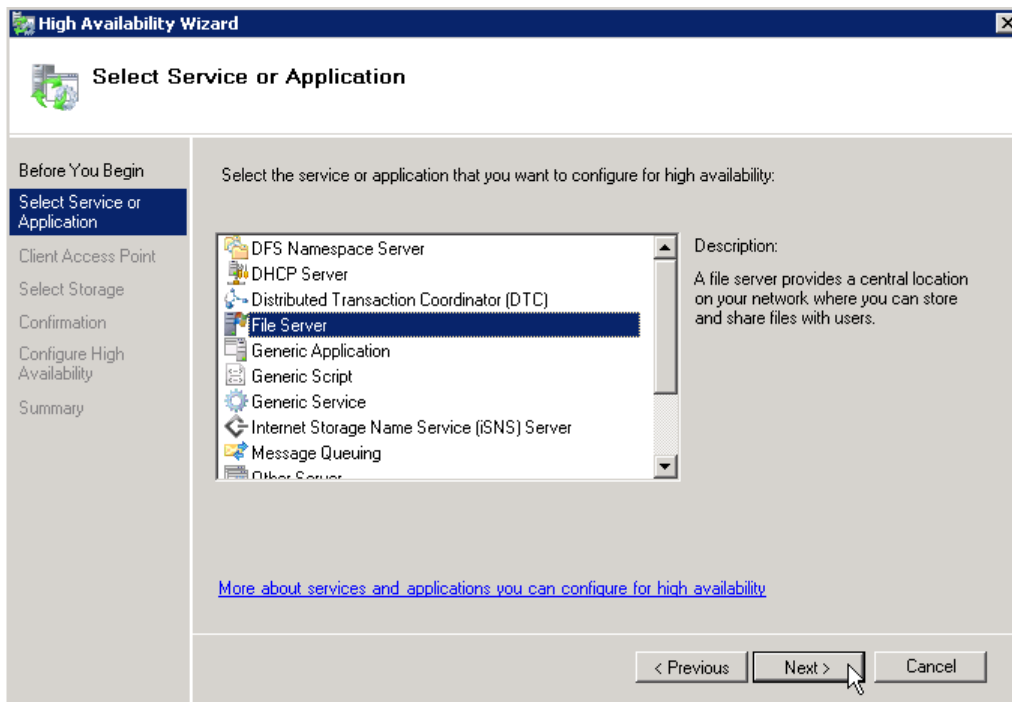 High Availability Wizard
Select Service or Application
Before You Begin
Select Service or
Application
Client Access Point
Select Storage
Confirmation
Configure High
Availability
Summary
Select the service or application that you want to configure for high availability:
DFS Namespace Server
DHCP Server
Distributed Transaction Coordinator (DTC)
File Server
Generic Application
Generic Script
Generic Service
Internet Storage Name Service (iSNS) Server
Message Queuing
Other Server
Description:
A file server provides a central location
on your network where you can store
and share files with users.
More about services and applications you can configure for high availability
< Previous
Next >
Cancel